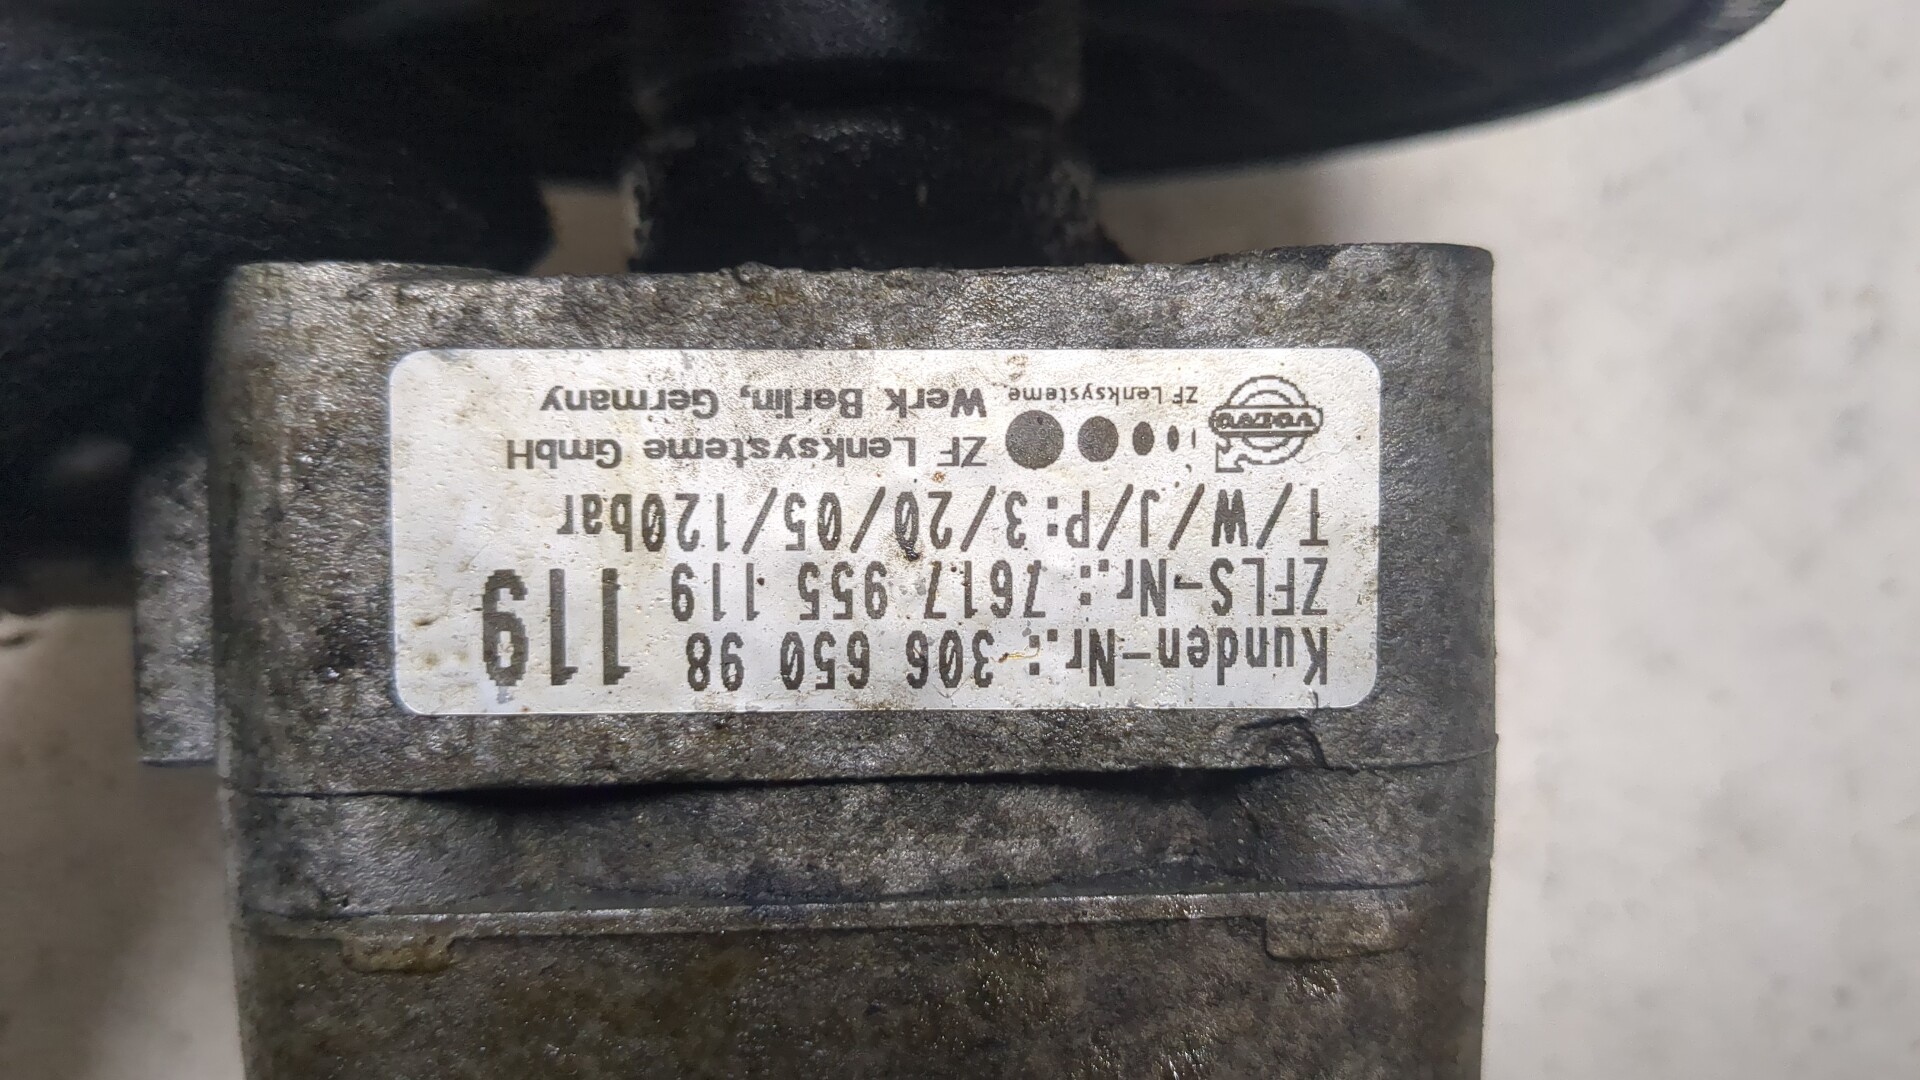 Kunden-Nr.: 306 650 98
119
ZFLS-Nr.: 7617 955 119
T/W/J/P: 3/20/05/120bar
VOLVO
ZF Lenksysteme
ZF Lenksysteme GmbH
Werk Berlin, Germany